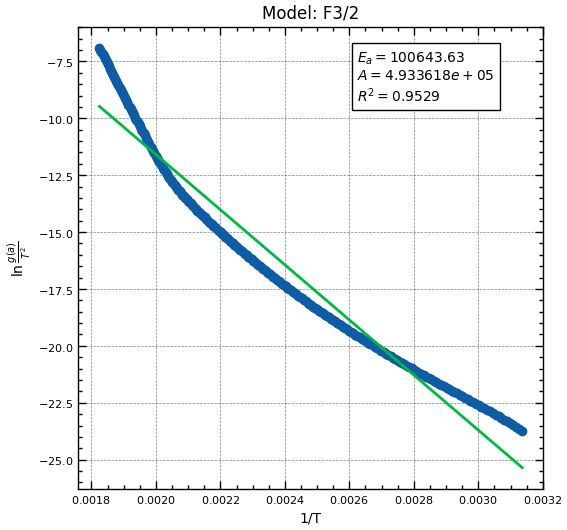 Model: F3/2
E_a = 100643.63
A = 4.933618e + 05
R^2 = 0.9529
−7.5
−10.0
−12.5
−15.0
−17.5
−20.0
−22.5
−25.0
ln g(a)/T^2
0.0018 0.0020 0.0022 0.0024 0.0026 0.0028 0.0030 0.0032
1/T